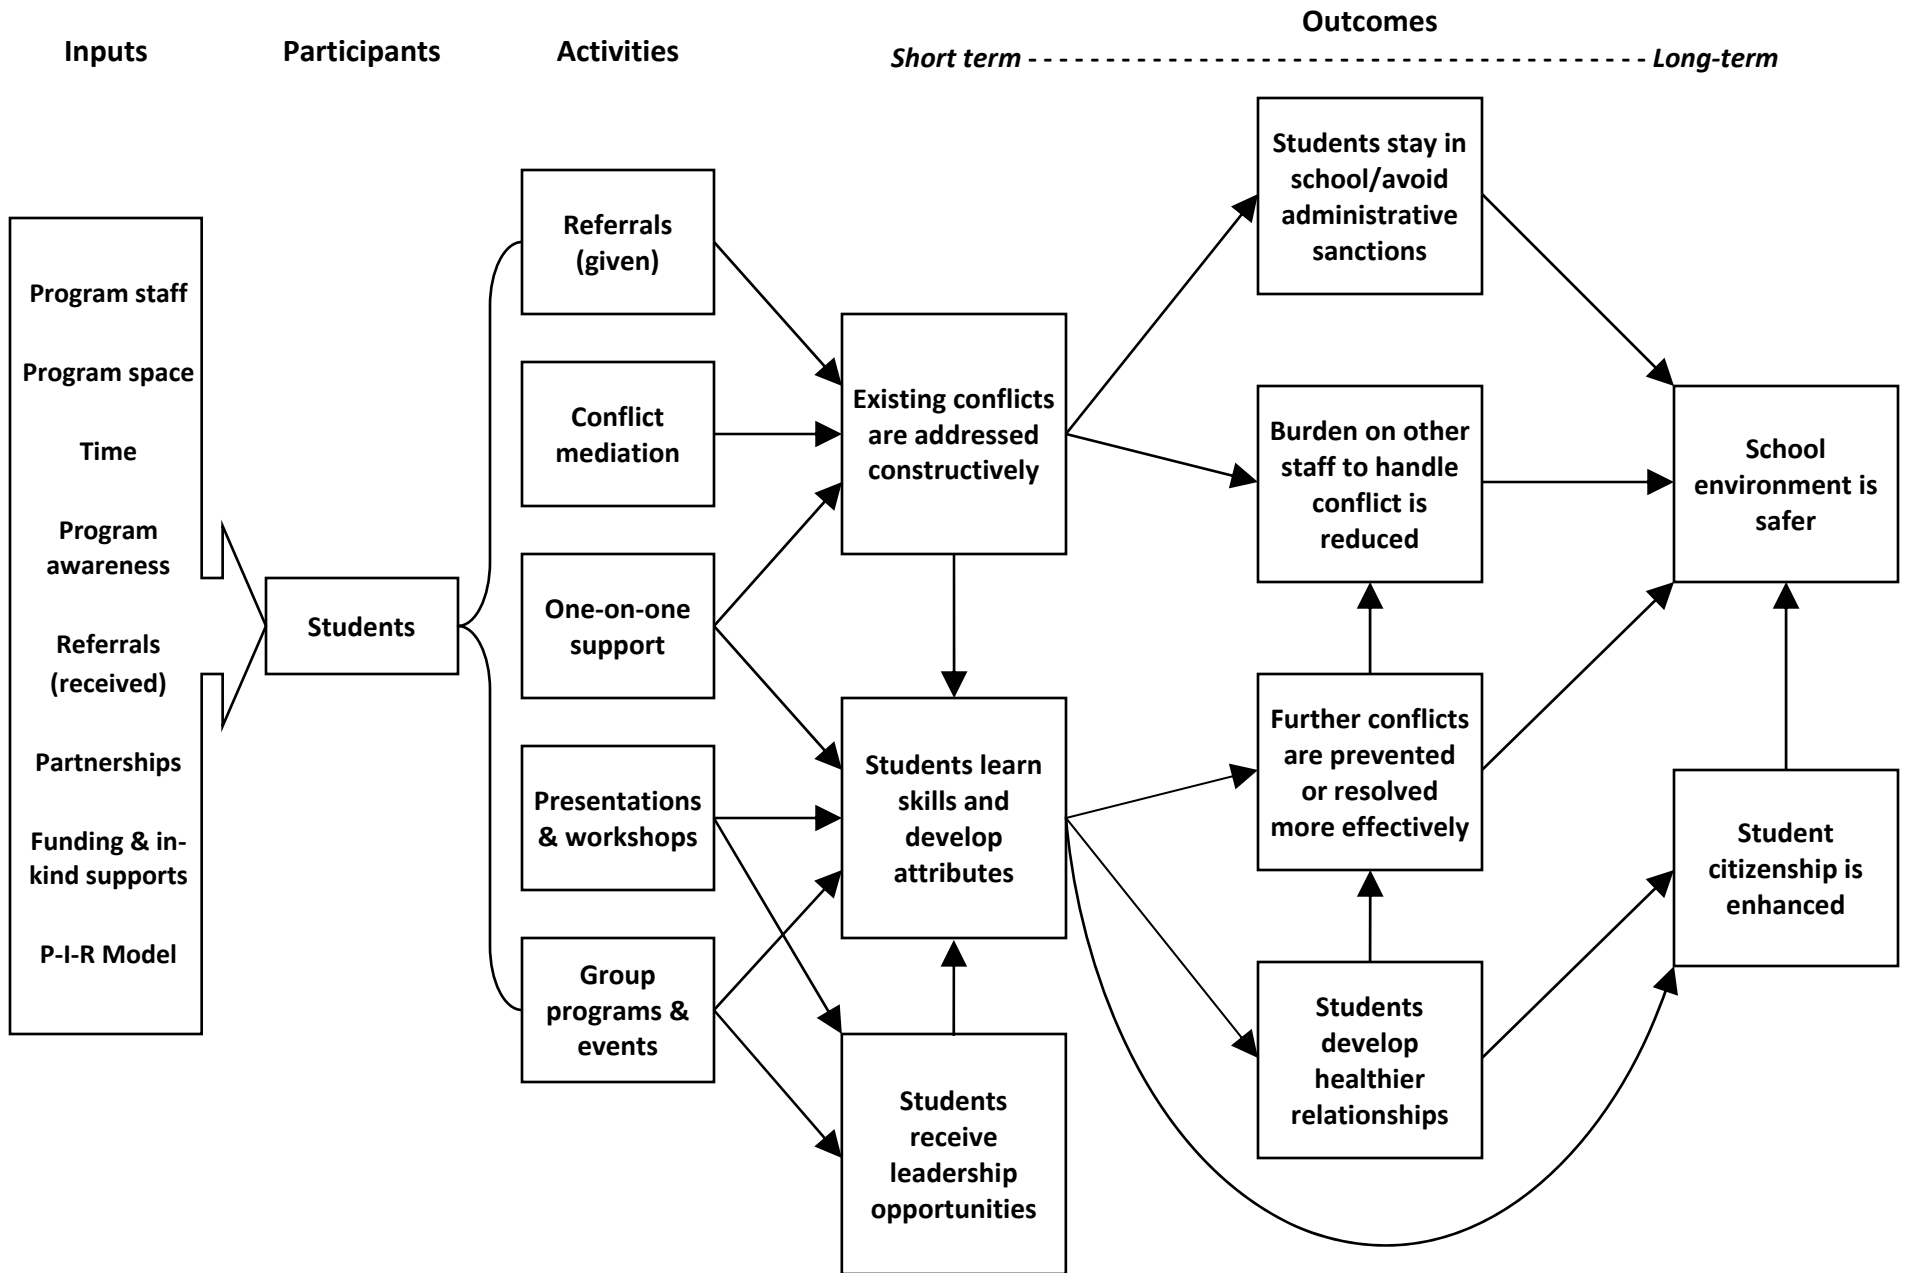 Outcomes
Inputs
Participants
Activities
Short term - - - - - - - - - - - - - - - - - - - - - - - - - - - - - - - - - - - - - - - - - - - - - - - - Long-term
Program staff
Program space
Time
Program
awareness
Referrals
(received)
Partnerships
Funding & in-
kind supports
P-I-R Model
Students
Referrals
(given)
Conflict
mediation
One-on-one
support
Presentations
& workshops
Group
programs &
events
Existing conflicts
are addressed
constructively
Students learn
skills and
develop
attributes
Students
receive
leadership
opportunities
Students stay in
school/avoid
administrative
sanctions
Burden on other
staff to handle
conflict is
reduced
Further conflicts
are prevented
or resolved
more effectively
Students
develop
healthier
relationships
School
environment is
safer
Student
citizenship is
enhanced